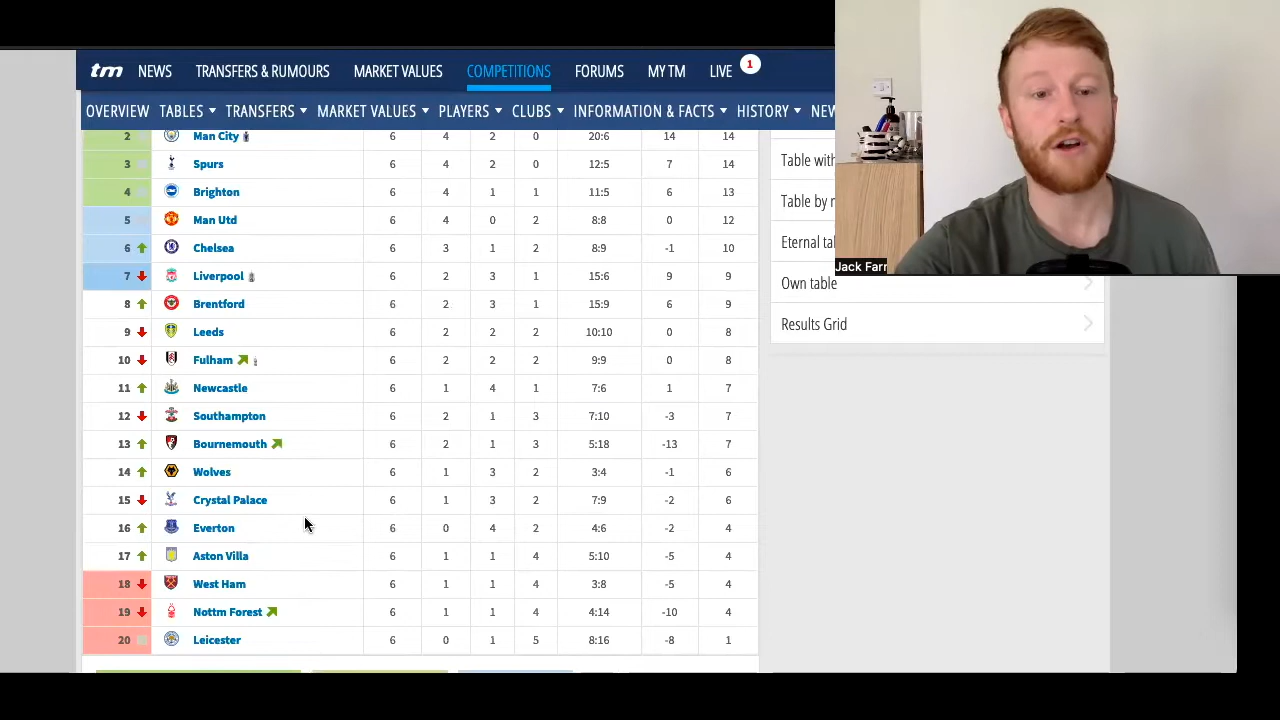 tm NEWS TRANSFERS & RUMOURS MARKET VALUES COMPETITIONS FORUMS MY TM LIVE 1
OVERVIEW TABLES TRANSFERS MARKET VALUES PLAYERS CLUBS INFORMATION & FACTS HISTORY NEW
2 Man City 6 4 2 0 20:6 14 14
3 Spurs 6 4 2 0 12:5 7 14
4 Brighton 6 4 1 1 11:5 6 13
5 Man Utd 6 4 0 2 8:8 0 12
6 Chelsea 6 3 1 2 8:9 -1 10
7 Liverpool 6 2 3 1 15:6 9 9
8 Brentford 6 2 3 1 15:9 6 9
9 Leeds 6 2 2 2 10:10 0 8
10 Fulham 6 2 2 2 9:9 0 8
11 Newcastle 6 1 4 1 7:6 1 7
12 Southampton 6 2 1 3 7:10 -3 7
13 Bournemouth 6 2 1 3 5:18 -13 7
14 Wolves 6 1 3 2 3:4 -1 6
15 Crystal Palace 6 1 3 2 7:9 -2 6
16 Everton 6 0 4 2 4:6 -2 4
17 Aston Villa 6 1 1 4 5:10 -5 4
18 West Ham 6 1 1 4 3:8 -5 4
19 Nottm Forest 6 1 1 4 4:14 -10 4
20 Leicester 6 0 1 5 8:16 -8 1
Table with
Table by r
Eternal ta
Own table
Results Grid
Jack Farr